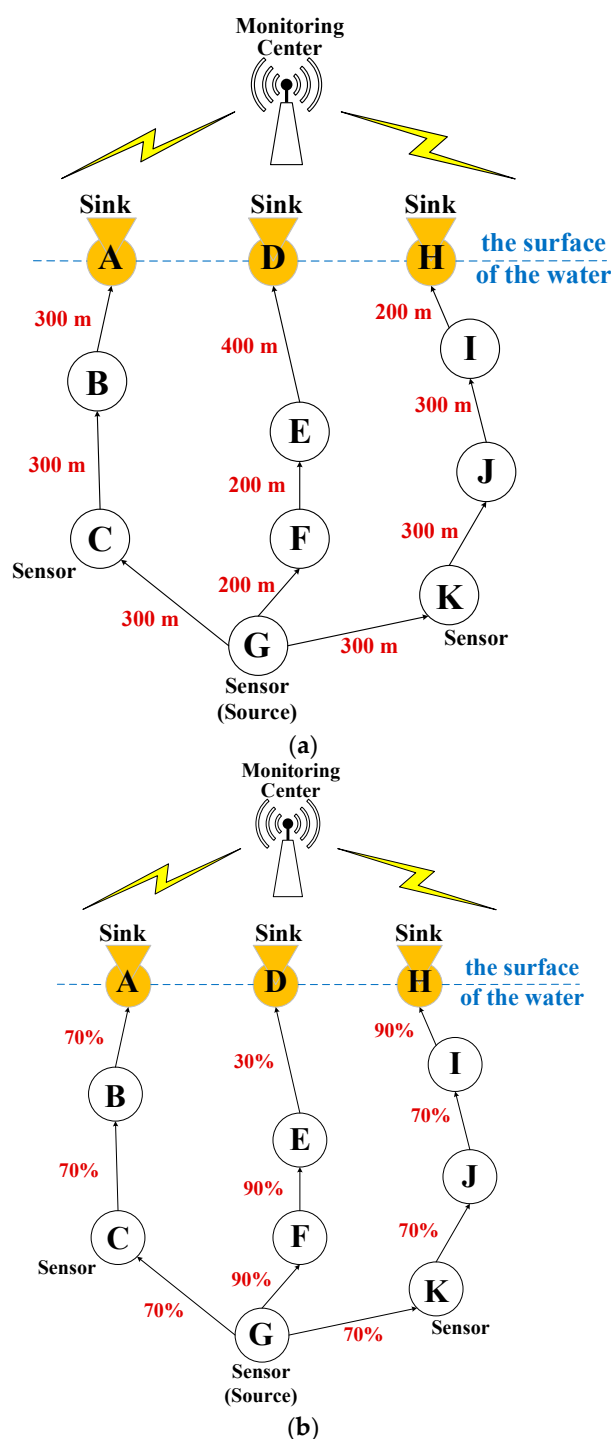 Monitoring
Center
Sink Sink Sink
A D H
the surface
of the water
300 m 400 m 200 m
B I
E
300 m 300 m
200 m
J
C F
Sensor
300 m
200 m
K
300 m G 300 m Sensor
Sensor
(Source)
(a)
Monitoring
Center
Sink Sink Sink
A D H
the surface
of the water
70% 30% 90%
B I
E
70% 70%
90%
J
C F
Sensor
90% 70%
K
70% G 70% Sensor
Sensor
(Source)
(b)